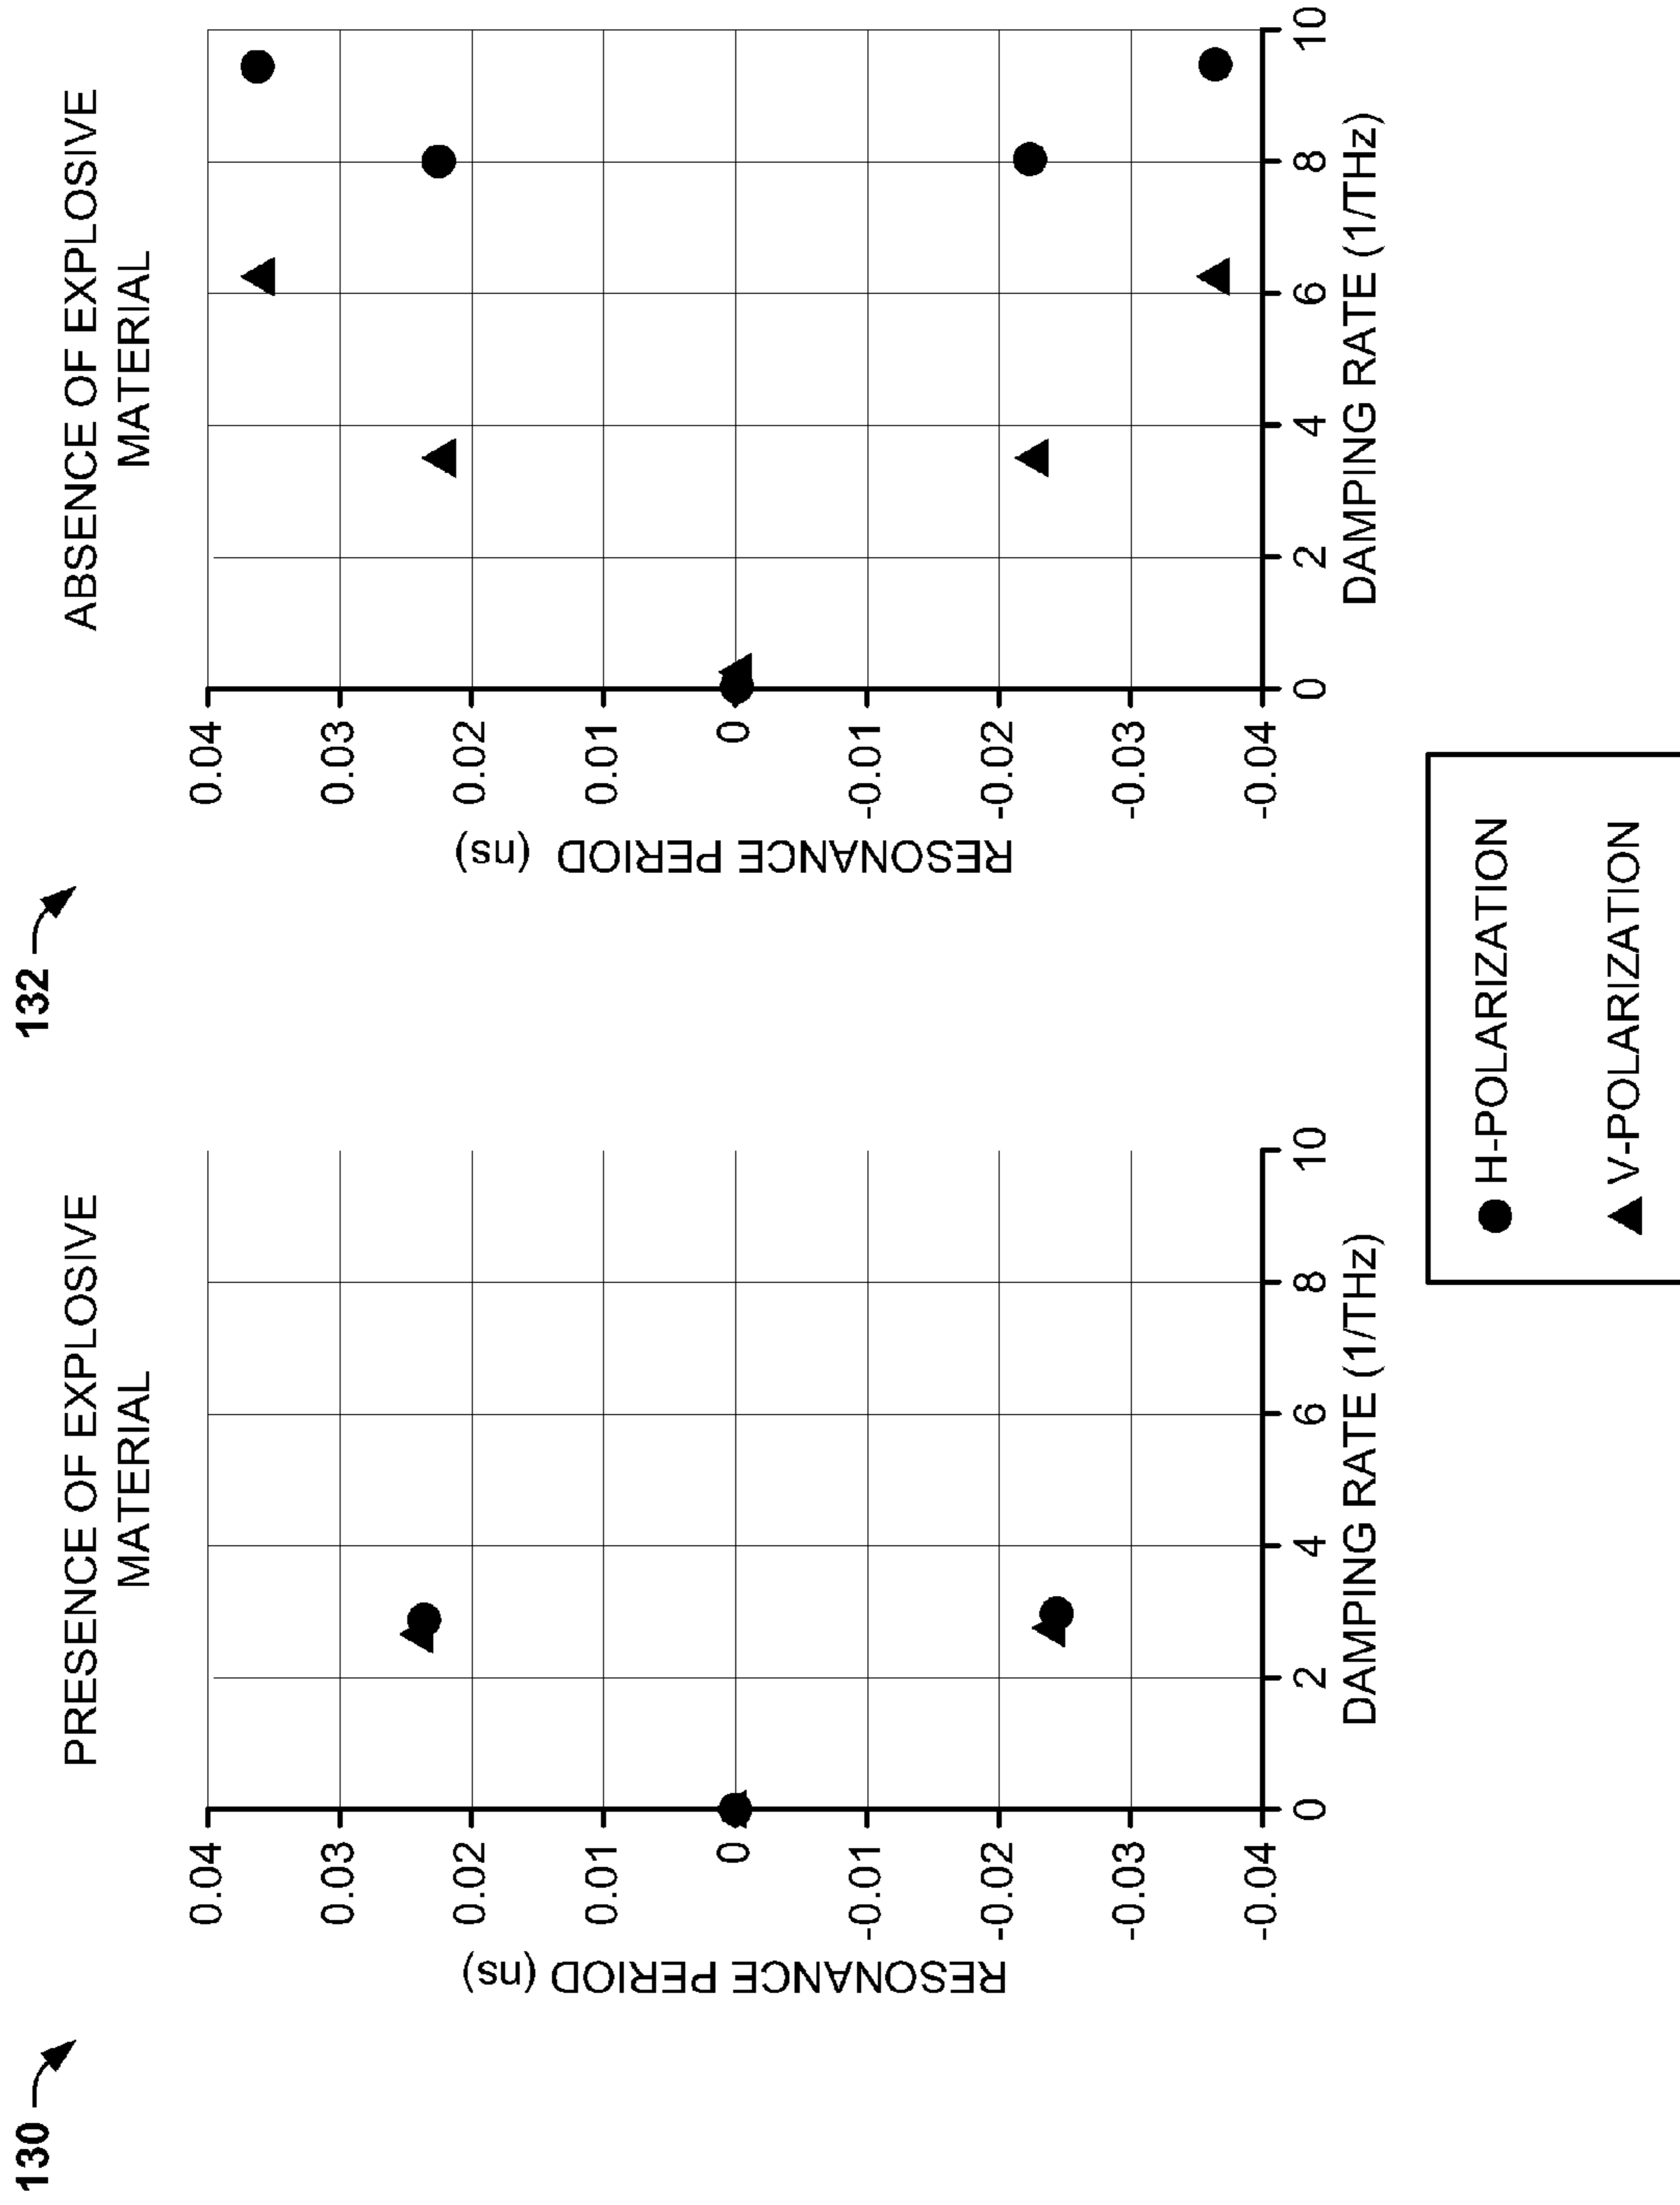 130
PRESENCE OF EXPLOSIVE
MATERIAL
RESONANCE PERIOD (ns)
0.04
0.03
0.02
0.01
0
-0.01
-0.02
-0.03
-0.04
0 2 4 6 8 10
DAMPING RATE (1/THz)
132
ABSENCE OF EXPLOSIVE
MATERIAL
RESONANCE PERIOD (ns)
0.04
0.03
0.02
0.01
0
-0.01
-0.02
-0.03
-0.04
0 2 4 6 8 10
DAMPING RATE (1/THz)
H-POLARIZATION
V-POLARIZATION